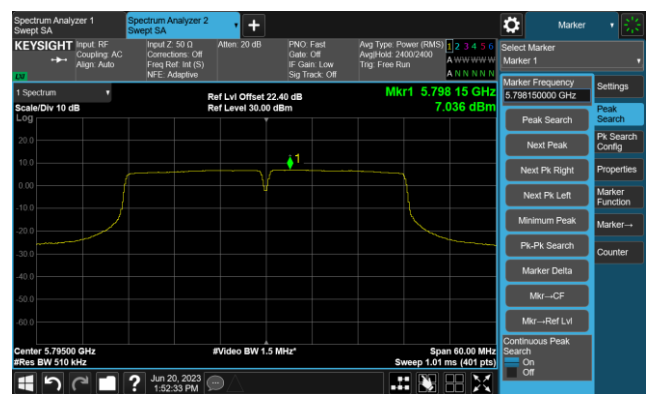 Spectrum Analyzer 1
Swept SA
Spectrum Analyzer 2
Swept SA
Marker
KEYSIGHT
Input: RF
Coupling: AC
Align: Auto
Input Z: 50 Ω
Corrections: Off
Freq Ref: Int (S)
NFE: Adaptive
Atten: 20 dB
PNO: Fast
Gate: Off
IF Gain: Low
Sig Track: Off
Avg Type: Power (RMS)
Avg|Hold: 2400/2400
Trig: Free Run
1 2 3 4 5 6
A W W W W W
A N N N N N
LW
Select Marker
Marker 1
1 Spectrum
Scale/Div 10 dB
Log
Ref Lvl Offset 22.40 dB
Ref Level 30.00 dBm
Mkr1 5.798 15 GHz
7.036 dBm
1
20.0
10.0
0.00
-10.0
-20.0
-30.0
-40.0
-50.0
-60.0
Center 5.79500 GHz
#Res BW 510 kHz
#Video BW 1.5 MHz*
Span 60.00 MHz
Sweep 1.01 ms (401 pts)
Marker Frequency
5.798150000 GHz
Peak Search
Next Peak
Next Pk Right
Next Pk Left
Minimum Peak
Pk-Pk Search
Marker Delta
Mkr→CF
Mkr→Ref Lvl
Continuous Peak
Search
On
Off
Settings
Peak
Search
Pk Search
Config
Properties
Marker
Function
Marker→
Counter
?
Jun 20, 2023
1:52:33 PM